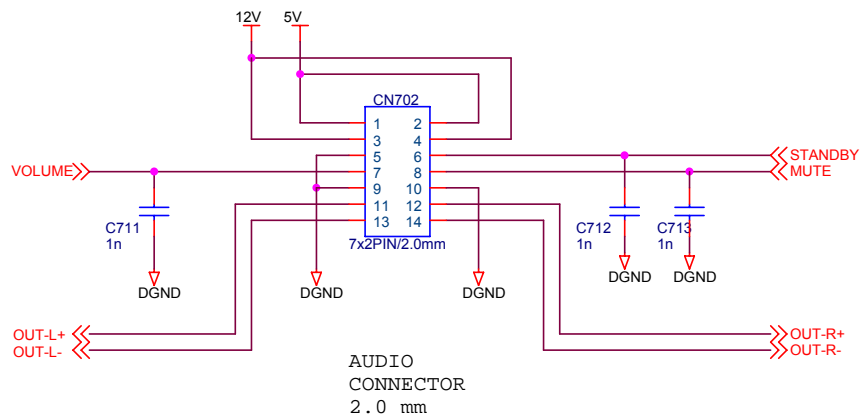 12V
5V
CN702
1
2
3
4
5
6
7
8
9
10
11
12
13
14
7x2PIN/2.0mm
VOLUME
STANDBY
MUTE
C711
1n
C712
1n
C713
1n
DGND
DGND
DGND
DGND
DGND
OUT-L+
OUT-L-
OUT-R+
OUT-R-
AUDIO
CONNECTOR
2.0 mm